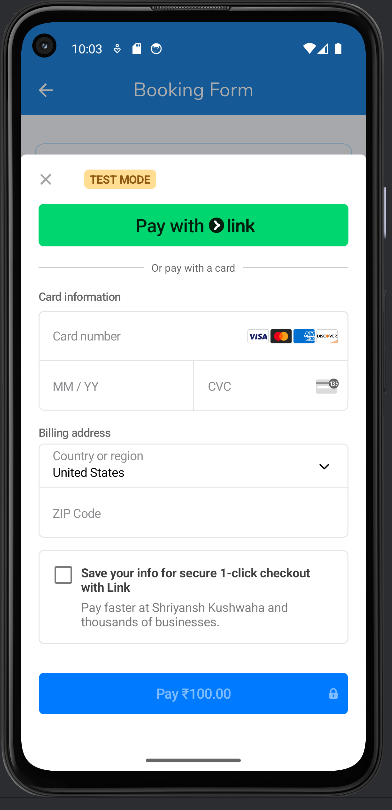 10:03
Booking Form
TEST MODE
Pay with link
Or pay with a card
Card information
Card number
VISA
DISCOVER
MM / YY
CVC
135
Billing address
Country or region
United States
ZIP Code
Save your info for secure 1-click checkout
with Link
Pay faster at Shriyansh Kushwaha and
thousands of businesses.
Pay ₹100.00